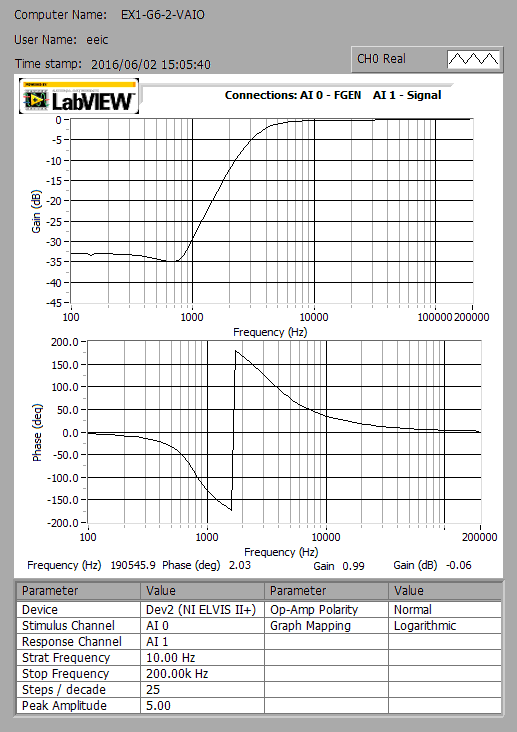 Computer Name: EX1-G6-2-VAIO
User Name: eeic
Time stamp: 2016/06/02 15:05:40
CH0 Real
POWERED BY
LabVIEW™
Connections: AI 0 - FGEN AI 1 - Signal
Gain (dB)
0-
-5-
-10-
-15-
-20-
-25-
-30-
-35-
-40-
-45-
100 1000 10000 100000 200000
Frequency (Hz)
Phase (deg)
200.0
150.0
100.0
50.0
0.0
-50.0
-100.0
-150.0
-200.0
100 1000 10000 200000
Frequency (Hz)
Frequency (Hz) 190545.9 Phase (deg) 2.03 Gain 0.99 Gain (dB) -0.06
Parameter Value Parameter Value
Device Dev2 (NI ELVIS II+) Op-Amp Polarity Normal
Stimulus Channel AI 0 Graph Mapping Logarithmic
Response Channel AI 1
Strat Frequency 10.00 Hz
Stop Frequency 200.00k Hz
Steps / decade 25
Peak Amplitude 5.00